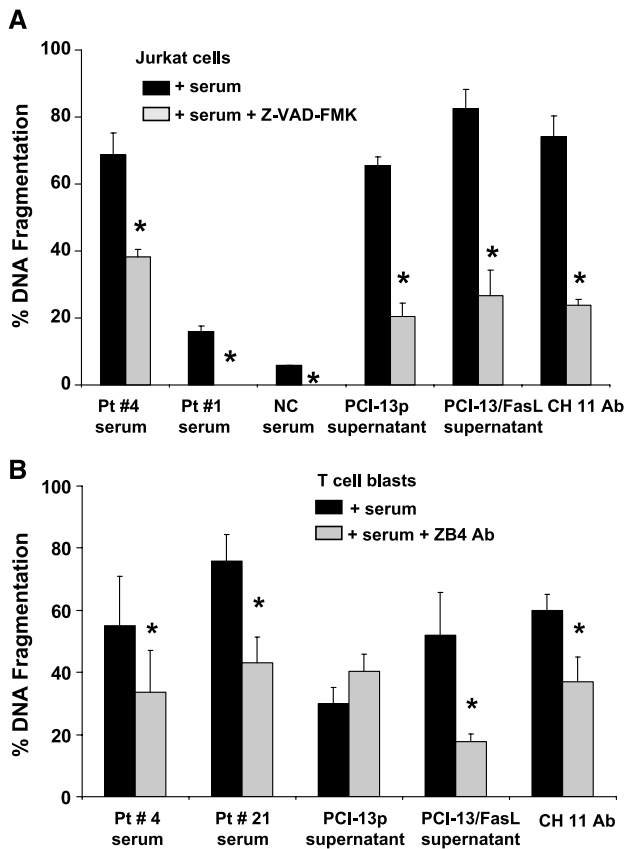 A
100
80
60
40
20
0
% DNA Fragmentation
Jurkat cells
+ serum
+ serum + Z-VAD-FMK
*
*
*
*
*
*
Pt #4 serum
Pt #1 serum
NC serum
PCI-13p supernatant
PCI-13/FasL supernatant
CH 11 Ab
B
100
80
60
40
20
0
% DNA Fragmentation
T cell blasts
+ serum
+ serum + ZB4 Ab
*
*
*
*
Pt # 4 serum
Pt # 21 serum
PCI-13p supernatant
PCI-13/FasL supernatant
CH 11 Ab